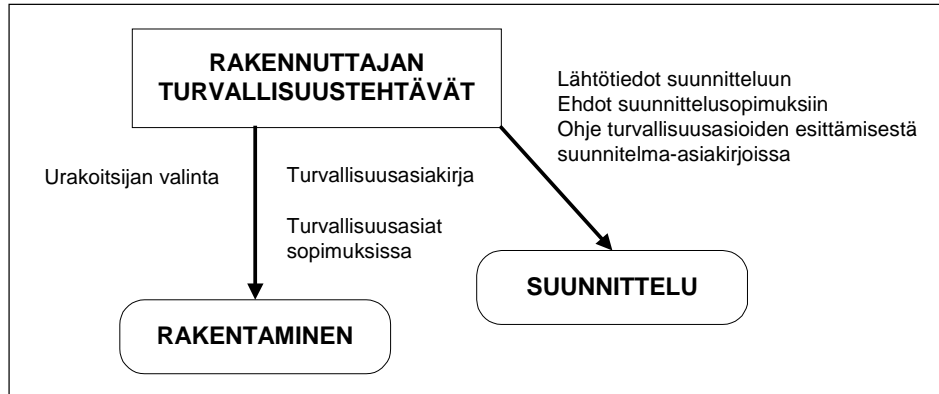 RAKENNUTTAJAN
TURVALLISUUSTEHTÄVÄT
Lähtötiedot suunnitteluun
Ehdot suunnittelusopimuksiin
Ohje turvallisuusasioiden esittämisestä
suunnitelma-asiakirjoissa
Urakoitsijan valinta
Turvallisuusasiakirja
Turvallisuusasiat
sopimuksissa
SUUNNITTELU
RAKENTAMINEN